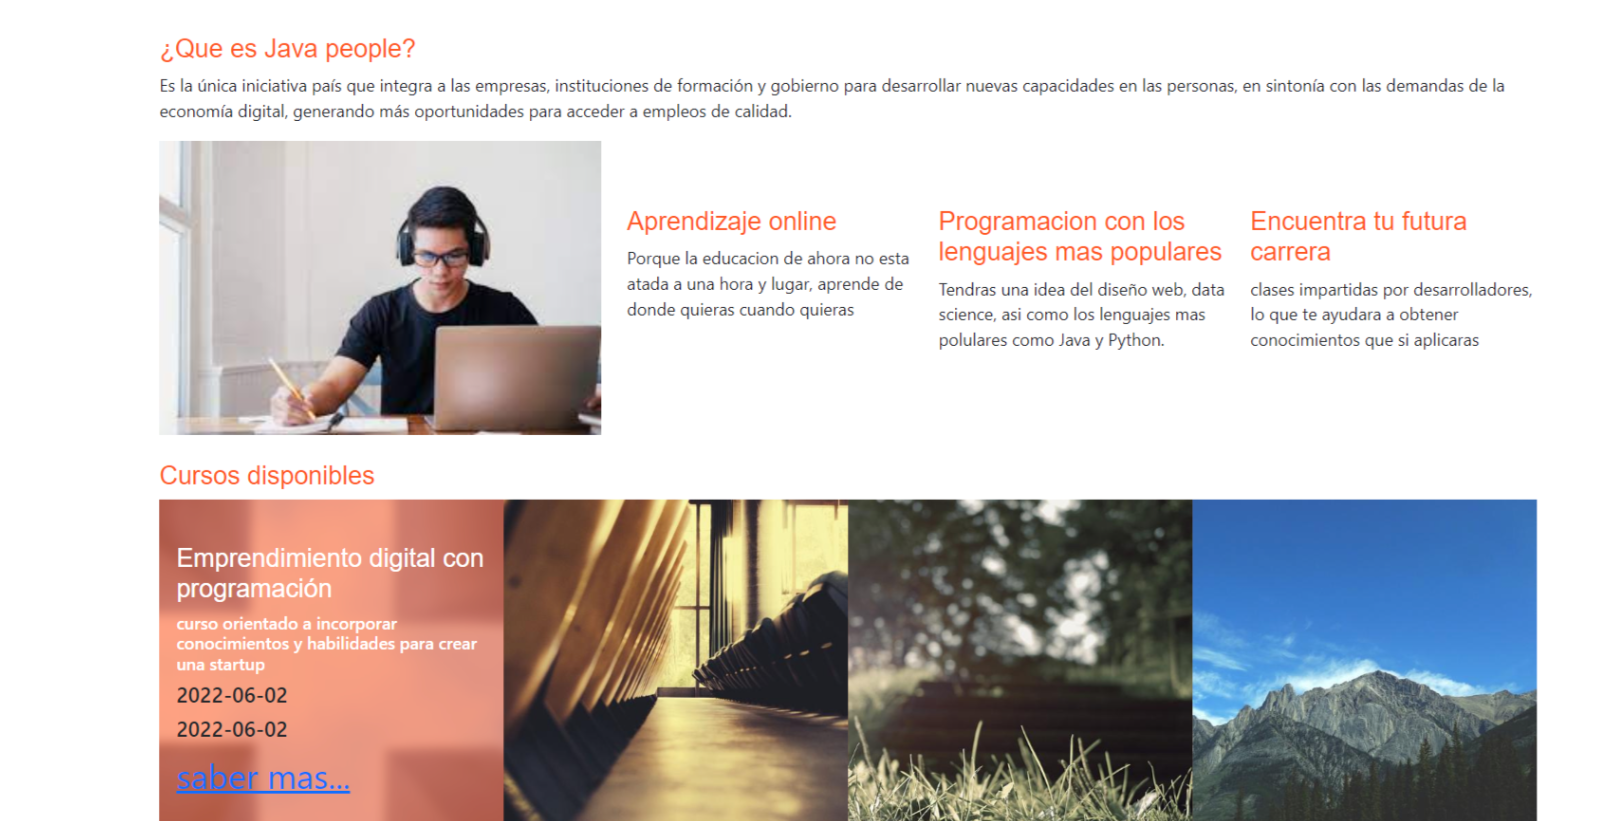 ¿Que es Java people?
Es la única iniciativa país que integra a las empresas, instituciones de formación y gobierno para desarrollar nuevas capacidades en las personas, en sintonía con las demandas de la
economía digital, generando más oportunidades para acceder a empleos de calidad.
Aprendizaje online
Porque la educacion de ahora no esta
atada a una hora y lugar, aprende de
donde quieras cuando quieras
Programacion con los
lenguajes mas populares
Tendras una idea del diseño web, data
science, asi como los lenguajes mas
polulares como Java y Python.
Encuentra tu futura
carrera
clases impartidas por desarrolladores,
lo que te ayudara a obtener
conocimientos que si aplicaras
Cursos disponibles
Emprendimiento digital con
programación
curso orientado a incorporar
conocimientos y habilidades para crear
una startup
2022-06-02
2022-06-02
saber mas...